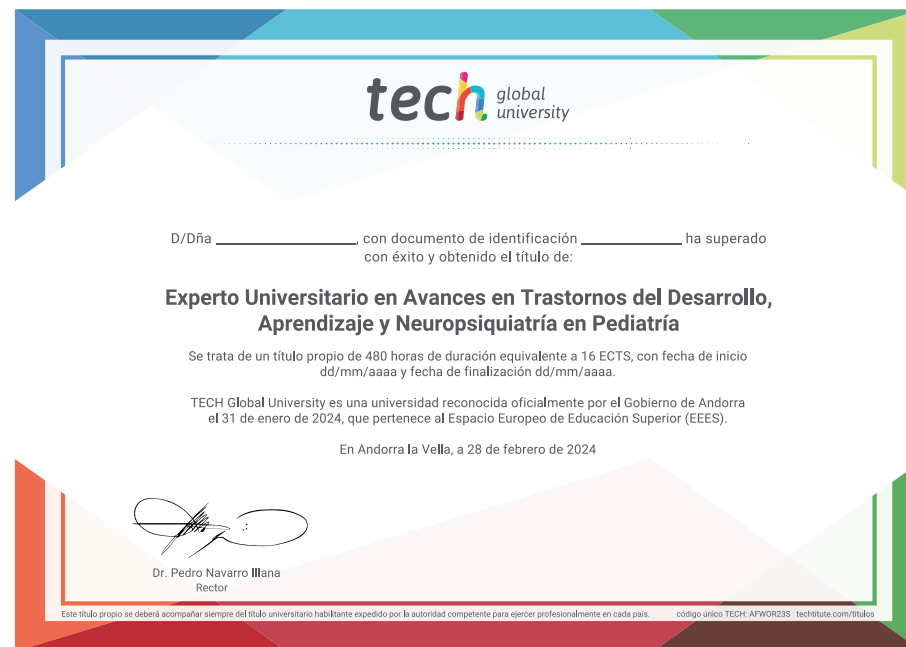 tech global university
D/Dña ______________, con documento de identificación ______________ ha superado
con éxito y obtenido el título de:
Experto Universitario en Avances en Trastornos del Desarrollo,
Aprendizaje y Neuropsiquiatría en Pediatría
Se trata de un título propio de 480 horas de duración equivalente a 16 ECTS, con fecha de inicio
dd/mm/aaaa y fecha de finalización dd/mm/aaaa.
TECH Global University es una universidad reconocida oficialmente por el Gobierno de Andorra
el 31 de enero de 2024, que pertenece al Espacio Europeo de Educación Superior (EEES).
En Andorra la Vella, a 28 de febrero de 2024
Dr. Pedro Navarro Illana
Rector
Este título propio se deberá acompañar siempre del título universitario habilitante expedido por la autoridad competente para ejercer profesionalmente en cada país. código único TECH: AFWOR23S techtitute.com/titulos